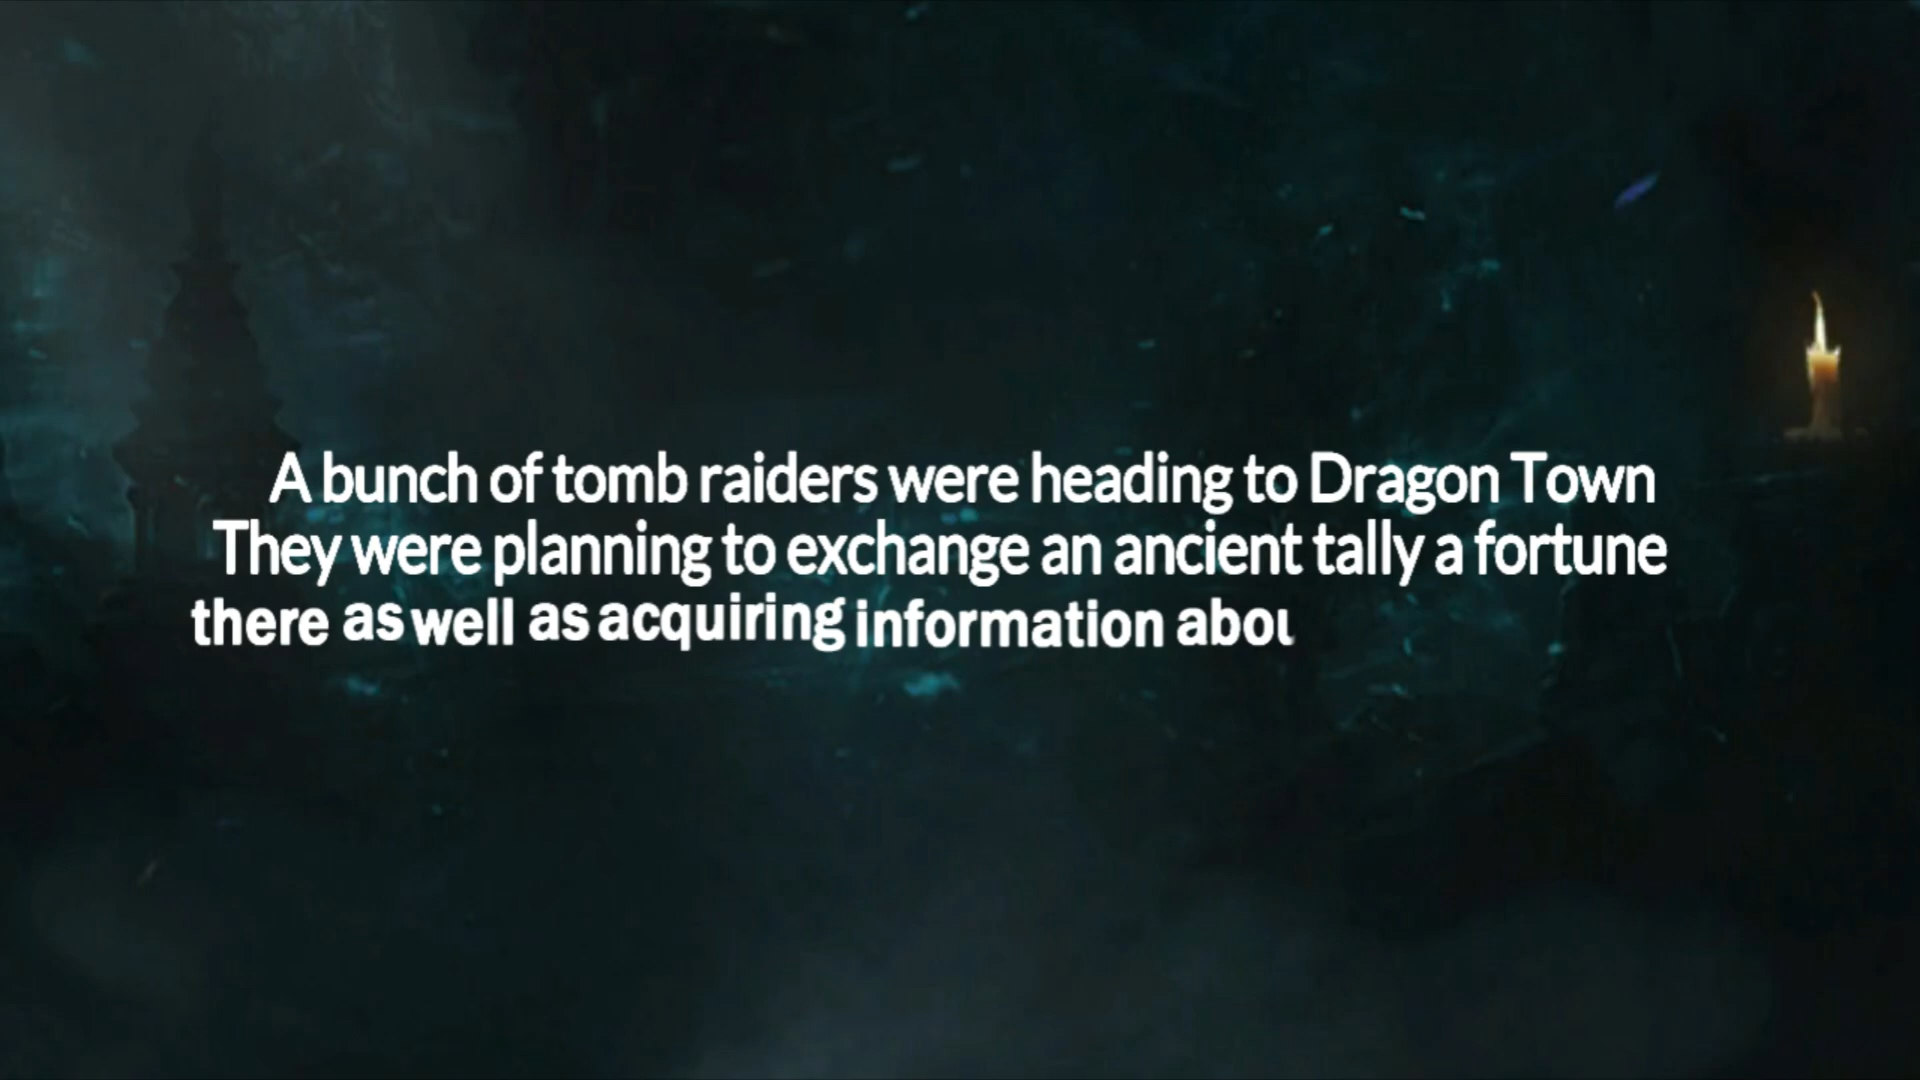 A bunch of tomb raiders were heading to Dragon Town
They were planning to exchange an ancient tally a fortune
there as well as acquiring information